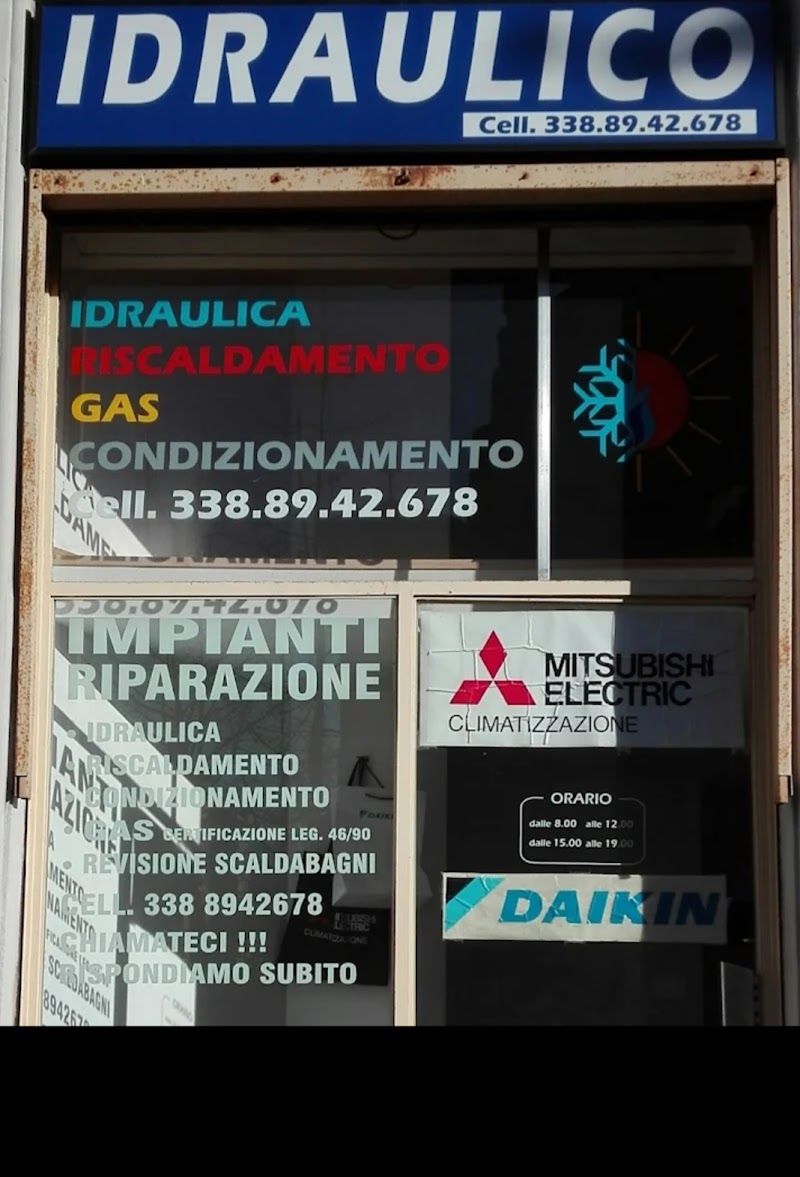 IDRAULICO
Cell. 338.89.42.678
IDRAULICA
RISCALDAMENTO
GAS
CONDIZIONAMENTO
Cell. 338.89.42.678
IMPIANTI
RIPARAZIONE
• IDRAULICA
• RISCALDAMENTO
• CONDIZIONAMENTO
• GAS CERTIFICAZIONE LEG. 46/90
• REVISIONE SCALDABAGNI
CELL. 338 8942678
CHIAMATECI !!!
RISPONDIAMO SUBITO
MITSUBISHI
ELECTRIC
CLIMATIZZAZIONE
ORARIO
dalle 8.00 alle 12.00
dalle 15.00 alle 19.00
DAIKIN